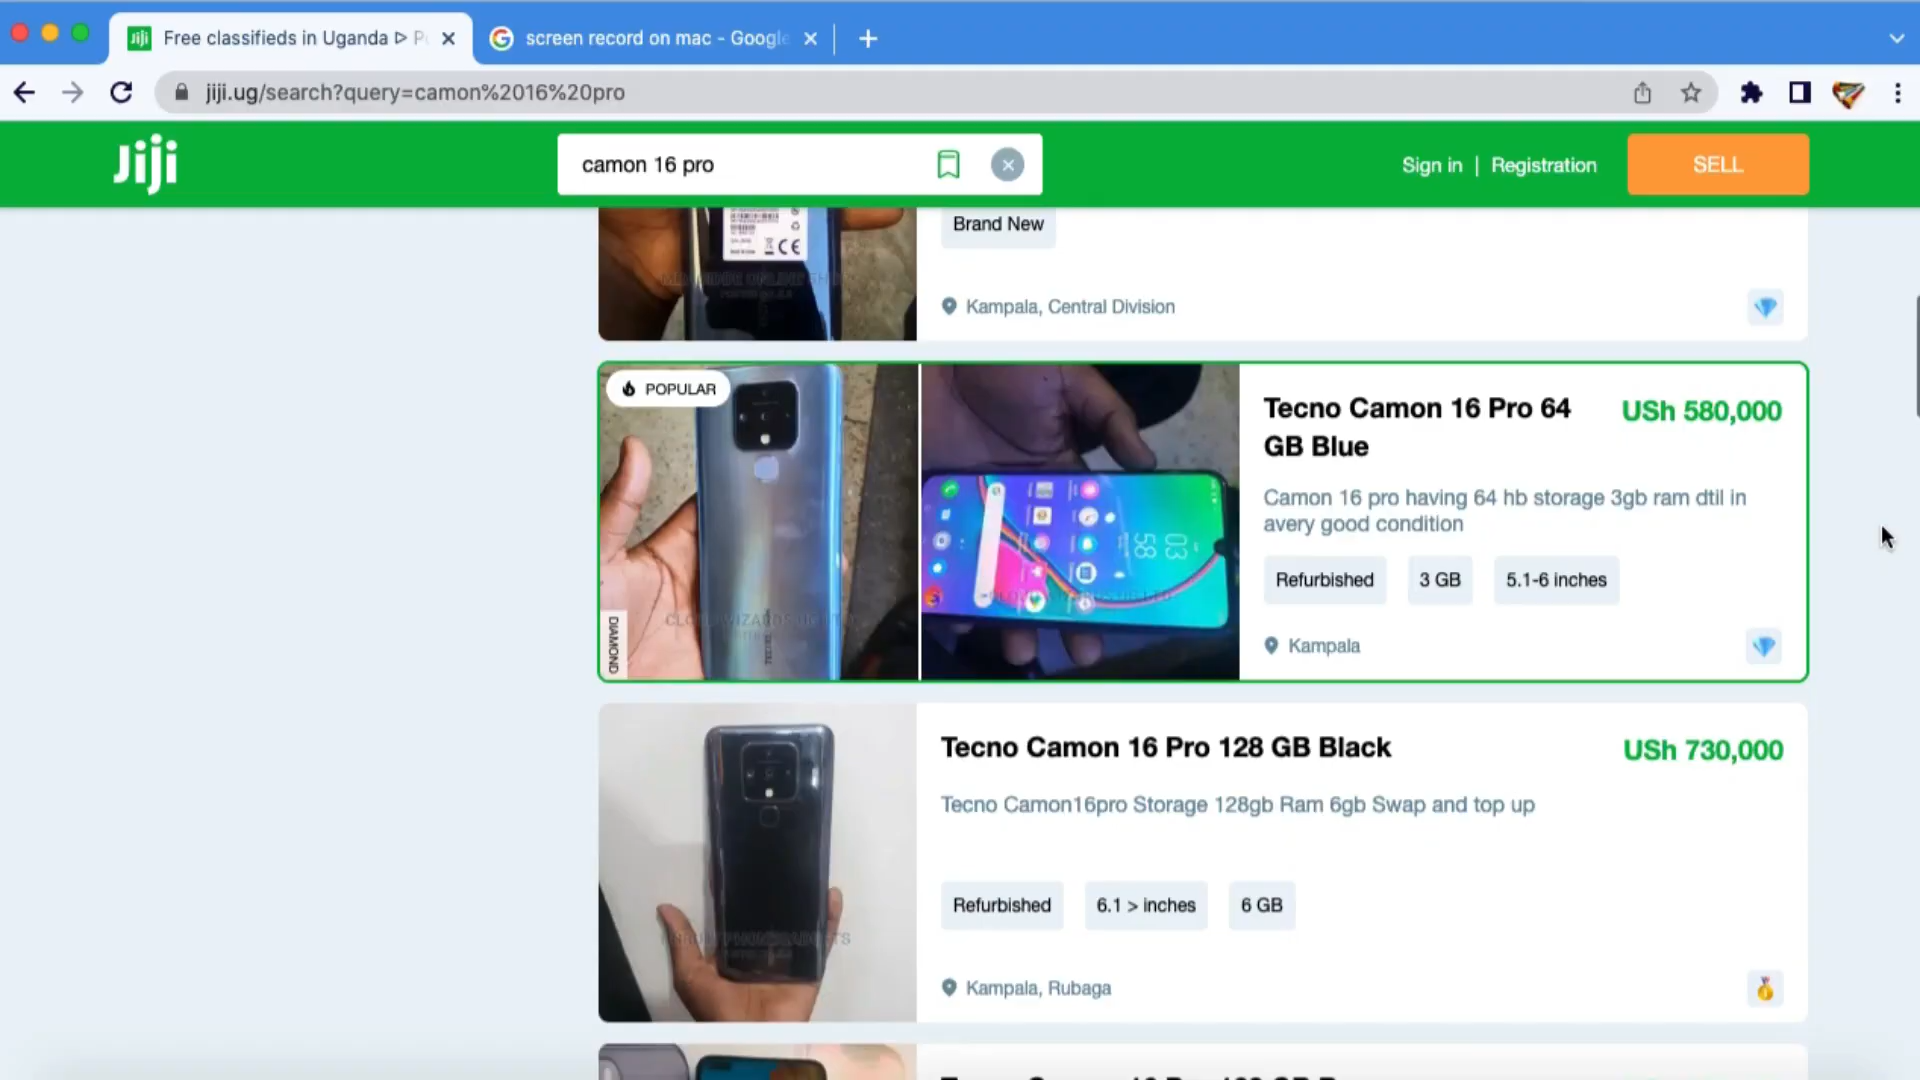 Free classifieds in Uganda
screen record on mac - Google
jiji.ug/search?query=camon%2016%20pro
Jiji
camon 16 pro
Sign in | Registration
SELL
Brand New
Kampala, Central Division
POPULAR
DIAMOND
Tecno Camon 16 Pro 64
GB Blue
USh 580,000
Camon 16 pro having 64 hb storage 3gb ram dtil in
avery good condition
Refurbished
3 GB
5.1-6 inches
Kampala
Tecno Camon 16 Pro 128 GB Black
USh 730,000
Tecno Camon16pro Storage 128gb Ram 6gb Swap and top up
Refurbished
6.1 > inches
6 GB
Kampala, Rubaga